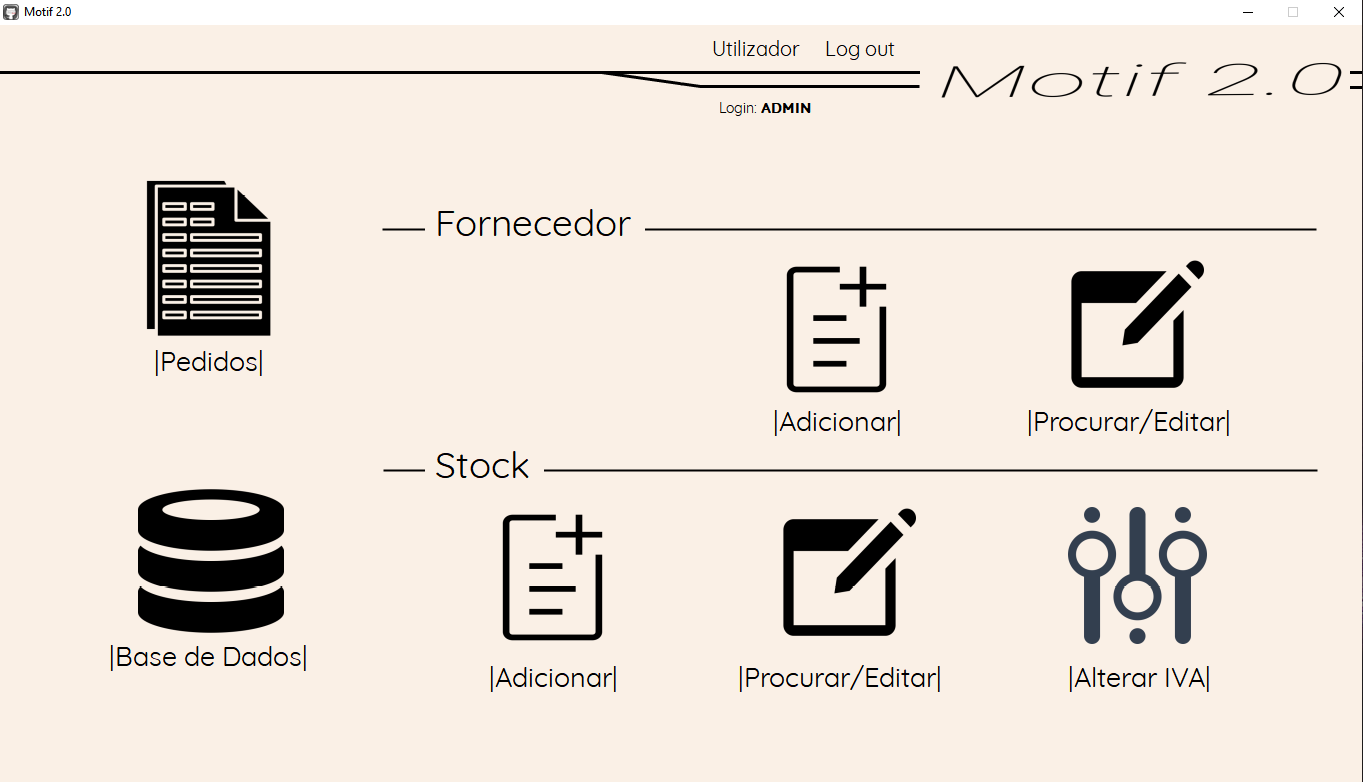 Motif 2.0
Utilizador Log out
Motif 2.0
Login: ADMIN
Fornecedor
|Pedidos|
|Adicionar| |Procurar/Editar|
Stock
|Base de Dados|
|Adicionar| |Procurar/Editar| |Alterar IVA|